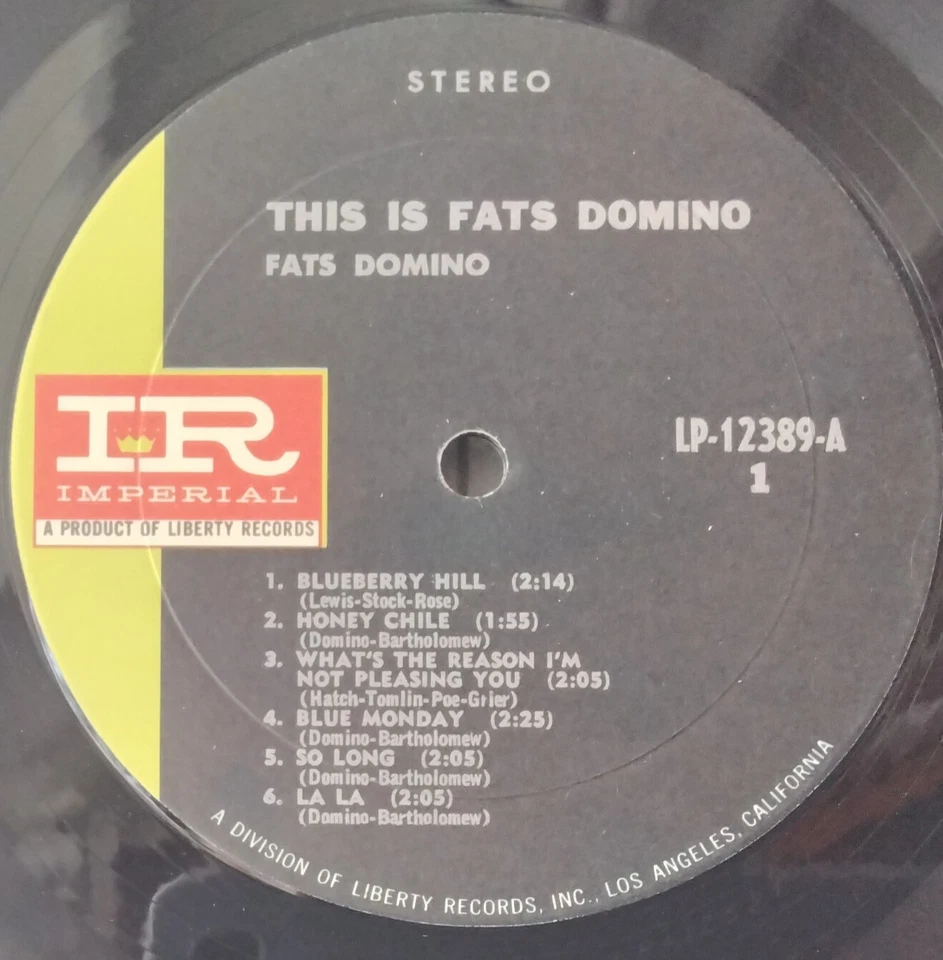 STEREO
THIS IS FATS DOMINO
FATS DOMINO
IR
IMPERIAL
A PRODUCT OF LIBERTY RECORDS
LP-12389-A
1
1. BLUEBERRY HILL (2:14)
(Lewis-Stock-Rose)
2. HONEY CHILE (1:55)
(Domino-Bartholomew)
3. WHAT'S THE REASON I'M
NOT PLEASING YOU (2:05)
(Hatch-Tomlin-Poe-Grier)
4. BLUE MONDAY (2:25)
(Domino-Bartholomew)
5. SO LONG (2:05)
(Domino-Bartholomew)
6. LA LA (2:05)
(Domino-Bartholomew)
A DIVISION OF LIBERTY RECORDS, INC., LOS ANGELES, CALIFORNIA